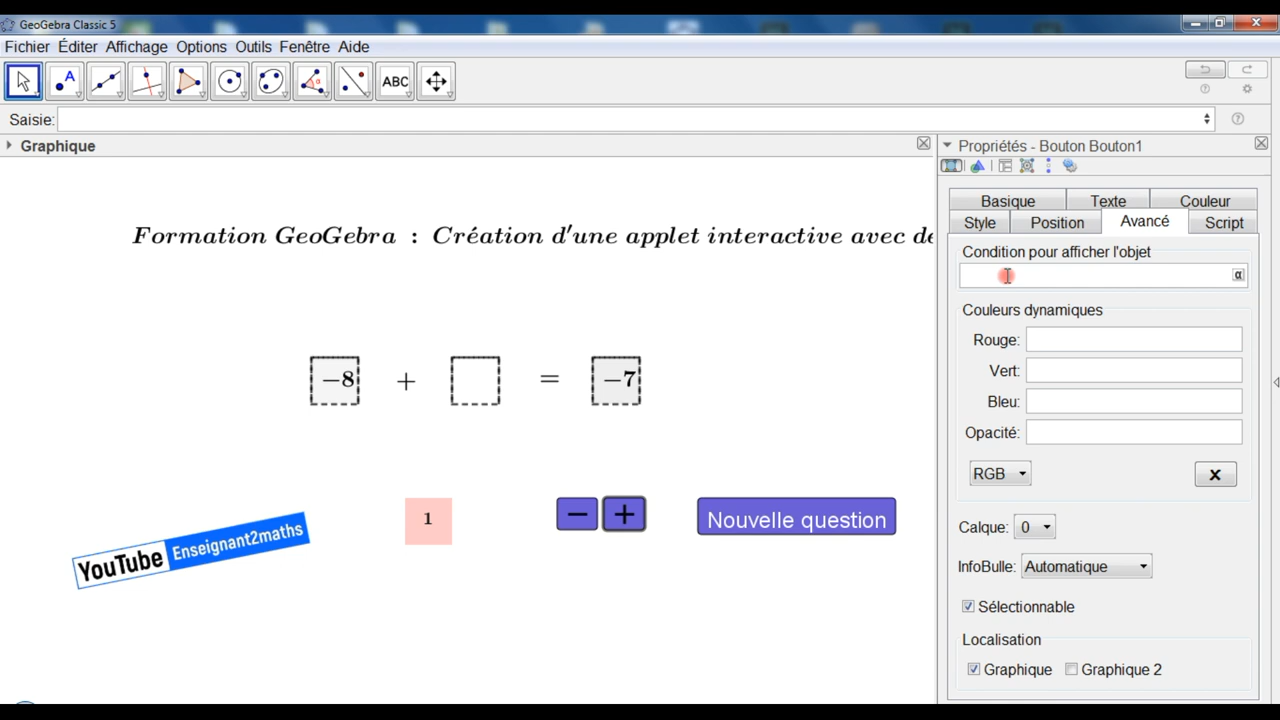 GeoGebra Classic 5
Fichier Éditer Affichage Options Outils Fenêtre Aide
ABC
Saisie:
Graphique
Propriétés - Bouton Bouton1
Basique Texte Couleur
Style Position Avancé Script
Condition pour afficher l'objet
α
Couleurs dynamiques
Rouge:
Vert:
Bleu:
Opacité:
RGB x
Calque: 0
InfoBulle: Automatique
Sélectionnable
Localisation
Graphique Graphique 2
Formation GeoGebra : Création d'une applet interactive avec de
−8 + = −7
1 − + Nouvelle question
YouTube Enseignant2maths